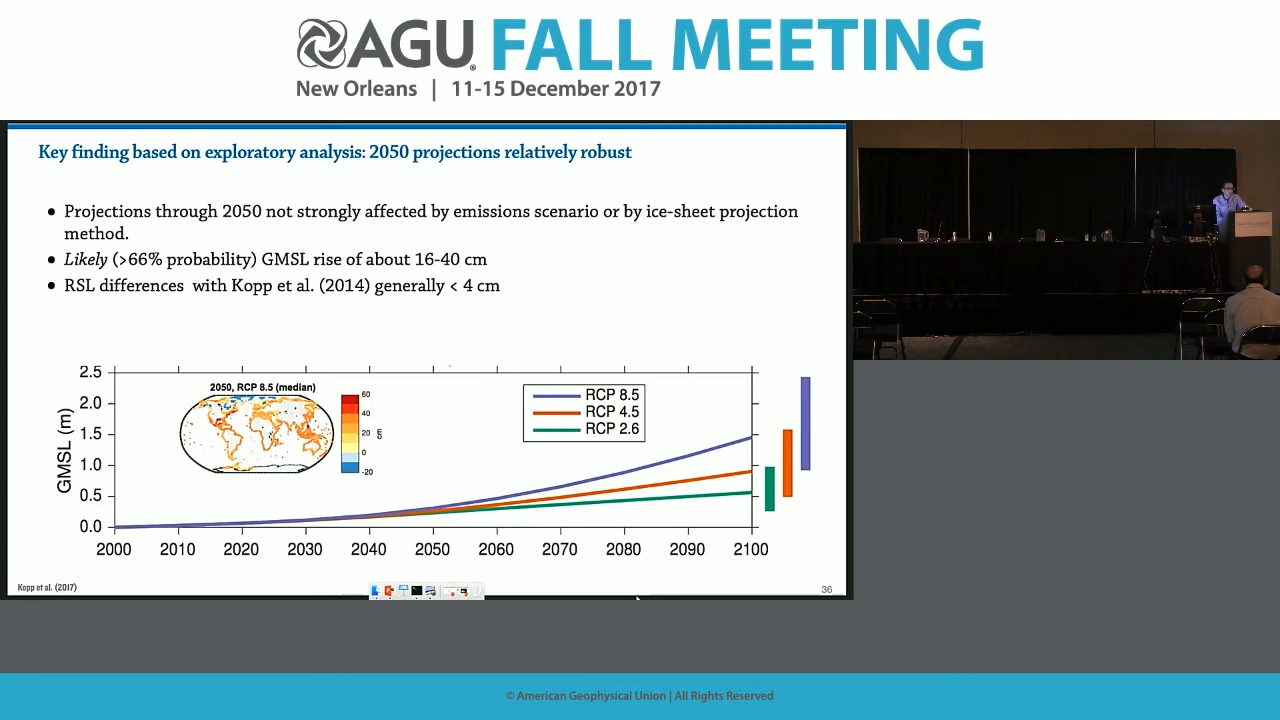 AGU FALL MEETING
New Orleans | 11-15 December 2017
Key finding based on exploratory analysis: 2050 projections relatively robust
• Projections through 2050 not strongly affected by emissions scenario or by ice-sheet projection
method.
• Likely (>66% probability) GMSL rise of about 16-40 cm
• RSL differences with Kopp et al. (2014) generally < 4 cm
GMSL (m)
2.5
2.0
1.5
1.0
0.5
0.0
2050, RCP 8.5 (median)
60
40
20
0
-20
cm
RCP 8.5
RCP 4.5
RCP 2.6
2000 2010 2020 2030 2040 2050 2060 2070 2080 2090 2100
Kopp et al. (2017)
36
© American Geophysical Union | All Rights Reserved